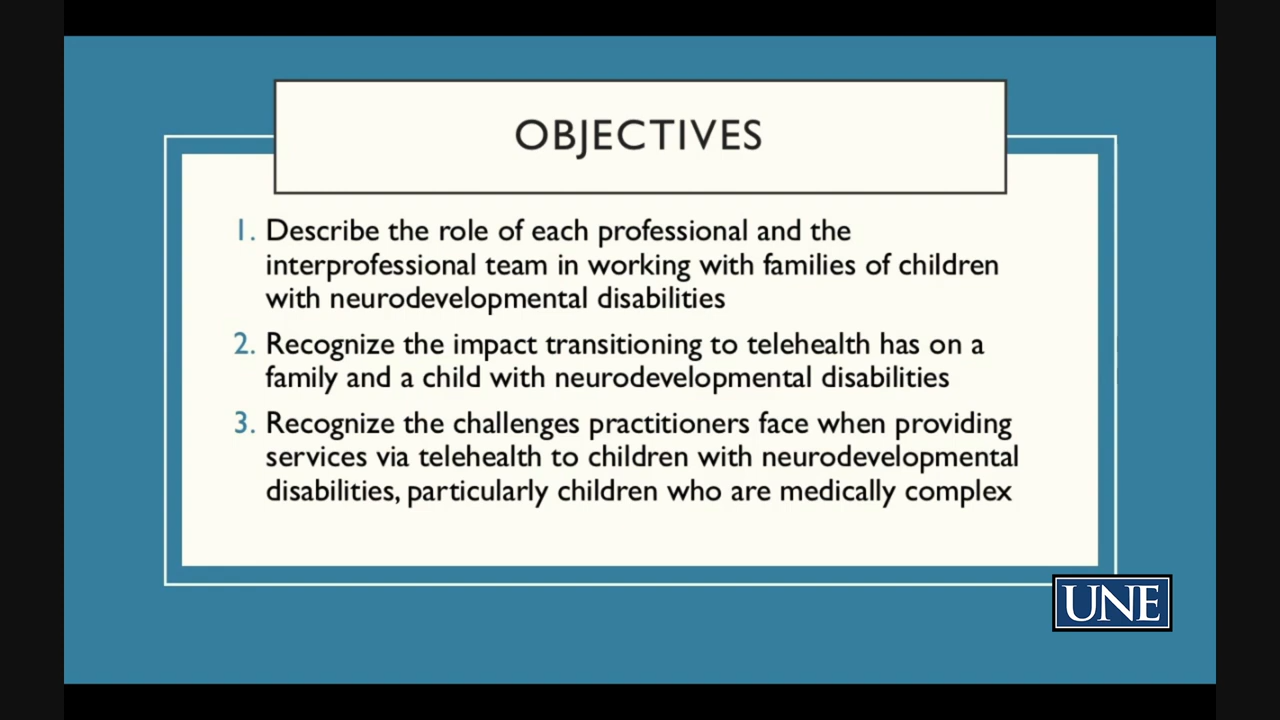 OBJECTIVES
1. Describe the role of each professional and the
interprofessional team in working with families of children
with neurodevelopmental disabilities
2. Recognize the impact transitioning to telehealth has on a
family and a child with neurodevelopmental disabilities
3. Recognize the challenges practitioners face when providing
services via telehealth to children with neurodevelopmental
disabilities, particularly children who are medically complex
UNE